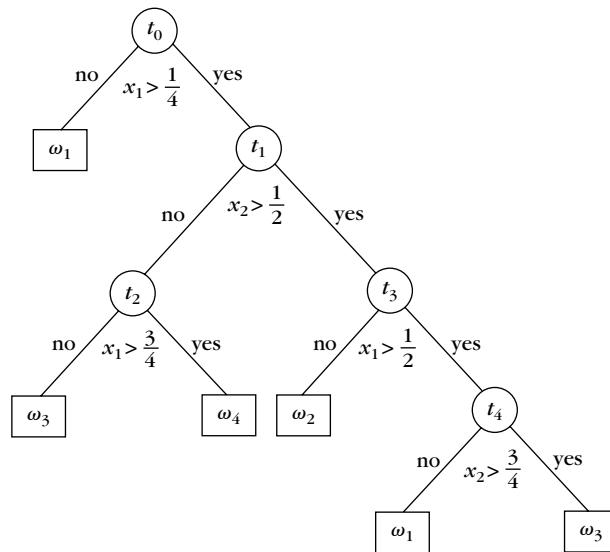 t₀
no
x₁ > 1/4
yes
ω₁
t₁
no
x₂ > 1/2
yes
t₂
t₃
no
x₁ > 3/4
yes
no
x₁ > 1/2
yes
ω₃
ω₄
ω₂
t₄
no
x₂ > 3/4
yes
ω₁
ω₃